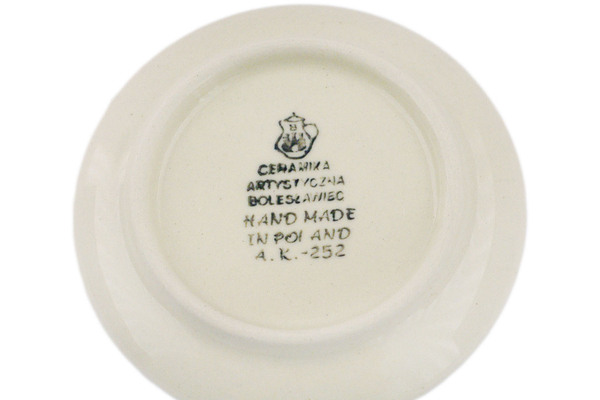 B
CERAMIKA
ARTYSTYCZNA
BOLESŁAWIEC
HAND MADE
IN POLAND
A.K.-252